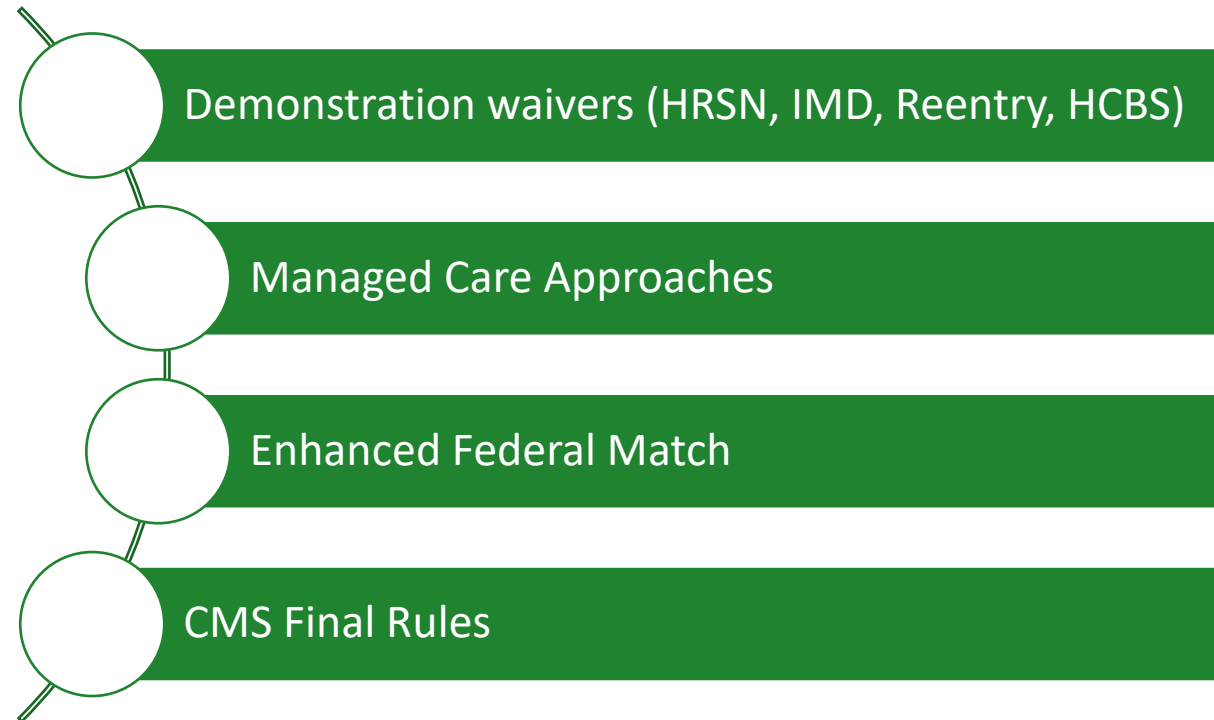 Demonstration waivers (HRSN, IMD, Reentry, HCBS)
Managed Care Approaches
Enhanced Federal Match
CMS Final Rules